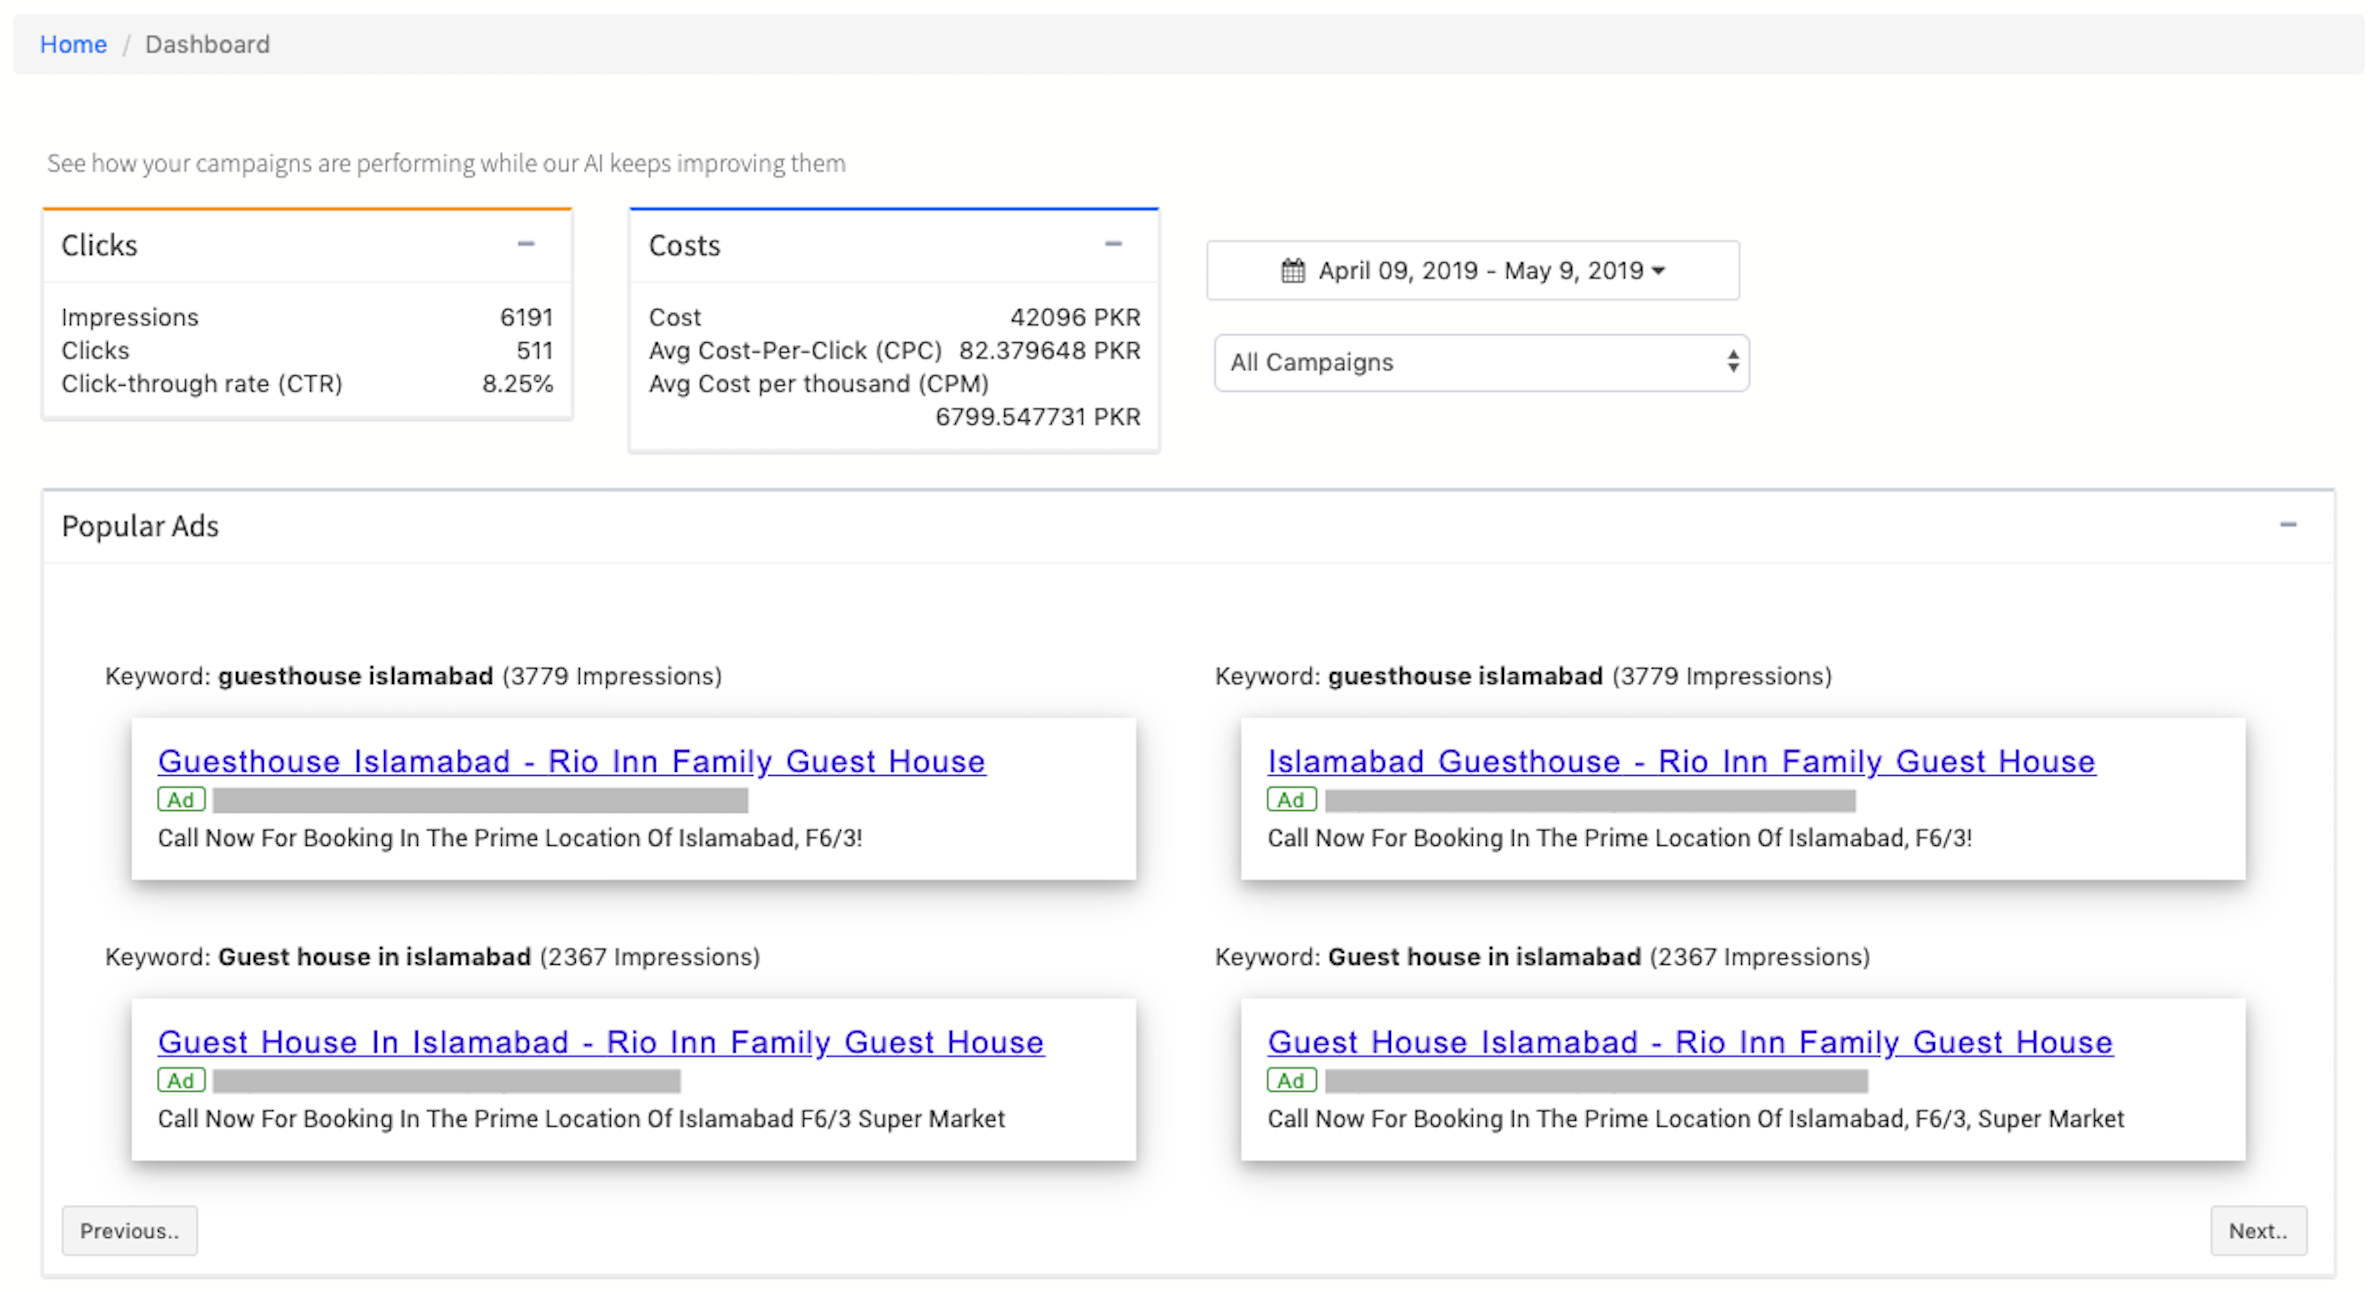 Home / Dashboard
See how your campaigns are performing while our AI keeps improving them
Clicks
Impressions 6191
Clicks 511
Click-through rate (CTR) 8.25%
Costs
Cost 42096 PKR
Avg Cost-Per-Click (CPC) 82.379648 PKR
Avg Cost per thousand (CPM)
6799.547731 PKR
April 09, 2019 - May 9, 2019
All Campaigns
Popular Ads
Keyword: guesthouse islamabad (3779 Impressions)
Guesthouse Islamabad - Rio Inn Family Guest House
Ad
Call Now For Booking In The Prime Location Of Islamabad, F6/3!
Keyword: guesthouse islamabad (3779 Impressions)
Islamabad Guesthouse - Rio Inn Family Guest House
Ad
Call Now For Booking In The Prime Location Of Islamabad, F6/3!
Keyword: Guest house in islamabad (2367 Impressions)
Guest House In Islamabad - Rio Inn Family Guest House
Ad
Call Now For Booking In The Prime Location Of Islamabad F6/3 Super Market
Keyword: Guest house in islamabad (2367 Impressions)
Guest House Islamabad - Rio Inn Family Guest House
Ad
Call Now For Booking In The Prime Location Of Islamabad, F6/3, Super Market
Previous..
Next..